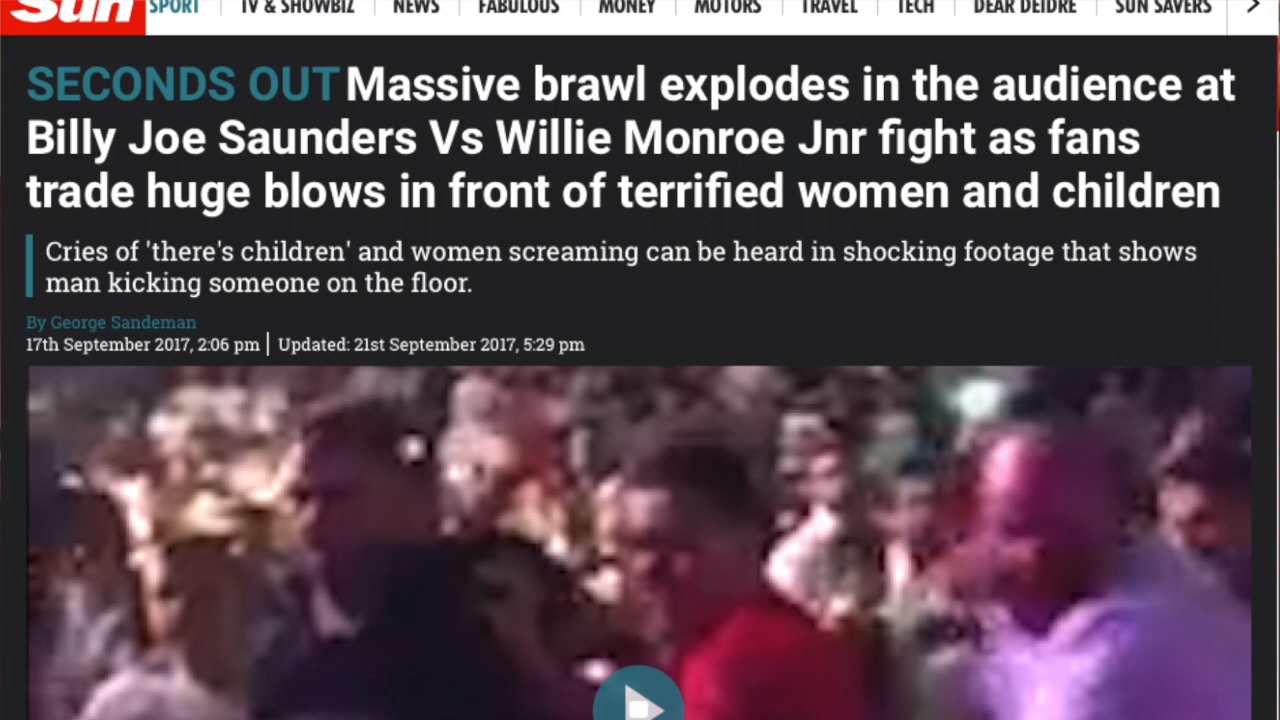 Sun SPORT TV & SHOWBIZ NEWS FABULOUS MONEY MOTORS TRAVEL TECH DEAR DEIDRE SUN SAVERS
SECONDS OUT Massive brawl explodes in the audience at
Billy Joe Saunders Vs Willie Monroe Jnr fight as fans
trade huge blows in front of terrified women and children
Cries of 'there's children' and women screaming can be heard in shocking footage that shows
man kicking someone on the floor.
By George Sandeman
17th September 2017, 2:06 pm | Updated: 21st September 2017, 5:29 pm